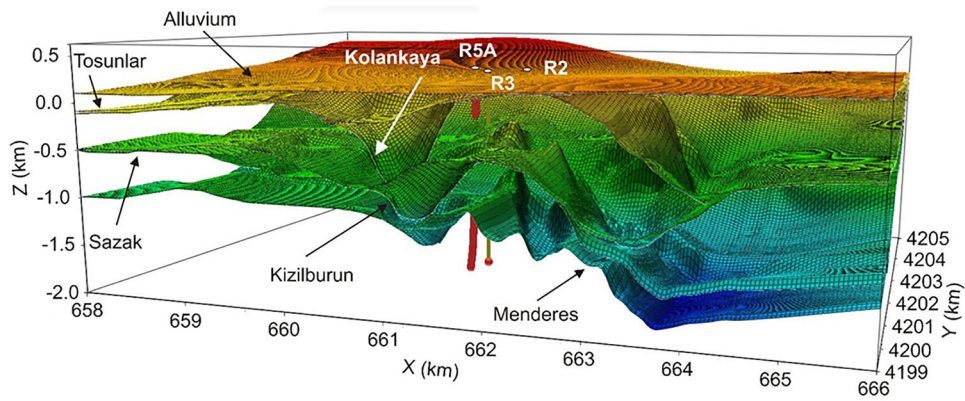 Alluvium
0.5
R5A
Tosunlar
Kolankaya
R2
R3
0.0
Z (km)
-0.5
-1.0
Sazak
-1.5
Kizilburun
4205
4204
Menderes
4203
-2.0
4202
658
4201
659
4200
660
4199
661
662
663
664
665
666
X (km)
Y (km)